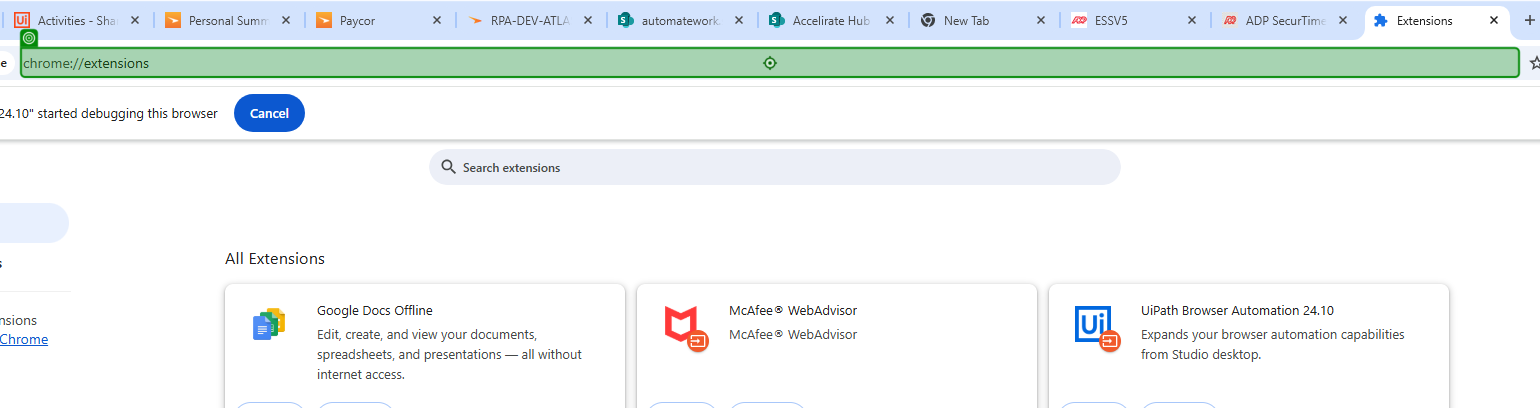 Activities - Sha
Personal Summ
Paycor
RPA-DEV-ATLA
automatework.
Accelirate Hub
New Tab
ESSV5
ADP SecurTime
Extensions
e
chrome://extensions
24.10" started debugging this browser
Cancel
Search extensions
s
All Extensions
nsions
Chrome
Google Docs Offline
Edit, create, and view your documents,
spreadsheets, and presentations — all without
internet access.
McAfee® WebAdvisor
McAfee® WebAdvisor
Ui
UiPath Browser Automation 24.10
Expands your browser automation capabilities
from Studio desktop.